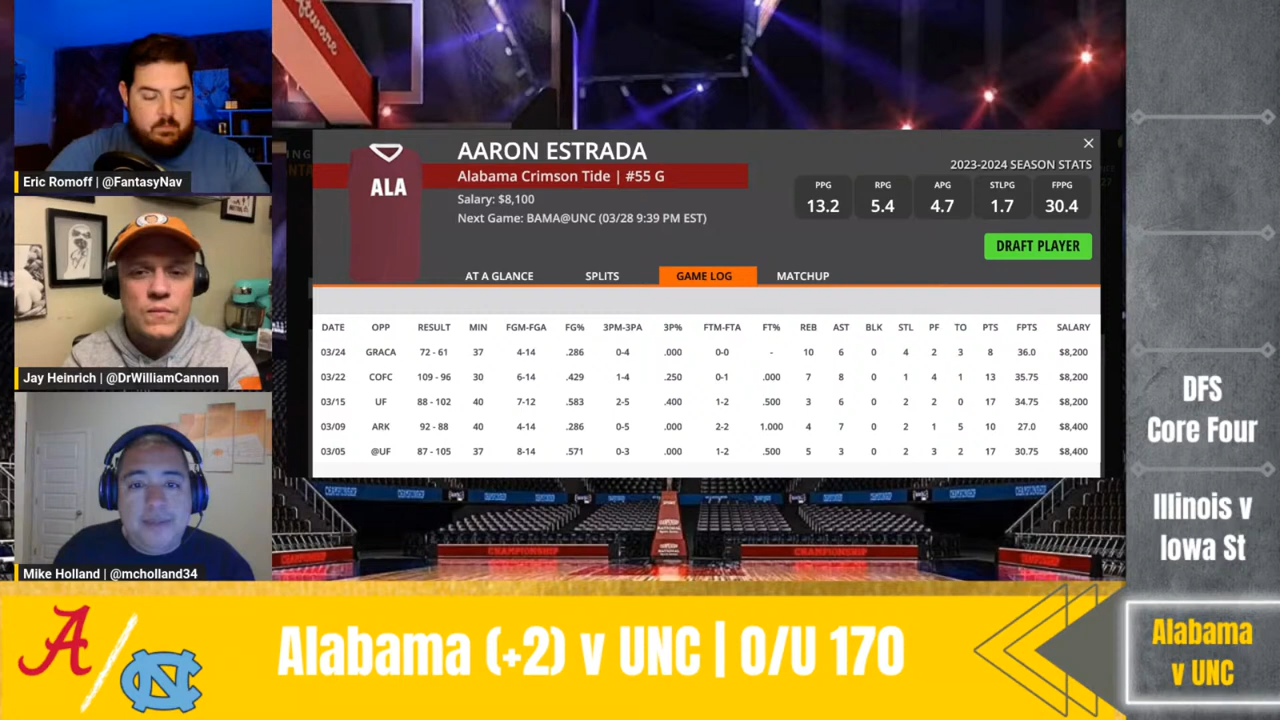 Eric Romoff | @FantasyNav
Jay Heinrich | @DrWilliamCannon
Mike Holland | @mcholland34
ALA
AARON ESTRADA
Alabama Crimson Tide | #55 G
Salary: $8,100
Next Game: BAMA@UNC (03/28 9:39 PM EST)
2023-2024 SEASON STATS
PPG RPG APG STLPG FPPG
13.2 5.4 4.7 1.7 30.4
DRAFT PLAYER
AT A GLANCE SPLITS GAME LOG MATCHUP
DATE OPP RESULT MIN FGM-FGA FG% 3PM-3PA 3P% FTM-FTA FT% REB AST BLK STL PF TO PTS FPTS SALARY
03/24 GRACA 72 - 61 37 4-14 .286 0-4 .000 0-0 - 10 6 0 4 2 3 8 36.0 $8,200
03/22 COFC 109 - 96 30 6-14 .429 1-4 .250 0-1 .000 7 8 0 1 4 1 13 35.75 $8,200
03/15 UF 88 - 102 40 7-12 .583 2-5 .400 1-2 .500 3 6 0 2 2 0 17 34.75 $8,200
03/09 ARK 92 - 88 40 4-14 .286 0-5 .000 2-2 1.000 4 7 0 2 1 5 10 27.0 $8,400
03/05 @UF 87 - 105 37 8-14 .571 0-3 .000 1-2 .500 5 3 0 2 3 2 17 30.75 $8,400
CHAMPIONSHIP
CHAMPIONSHIP
DFS
Core Four
Illinois v
Iowa St
Alabama
v UNC
A
NC
Alabama (+2) v UNC | O/U 170